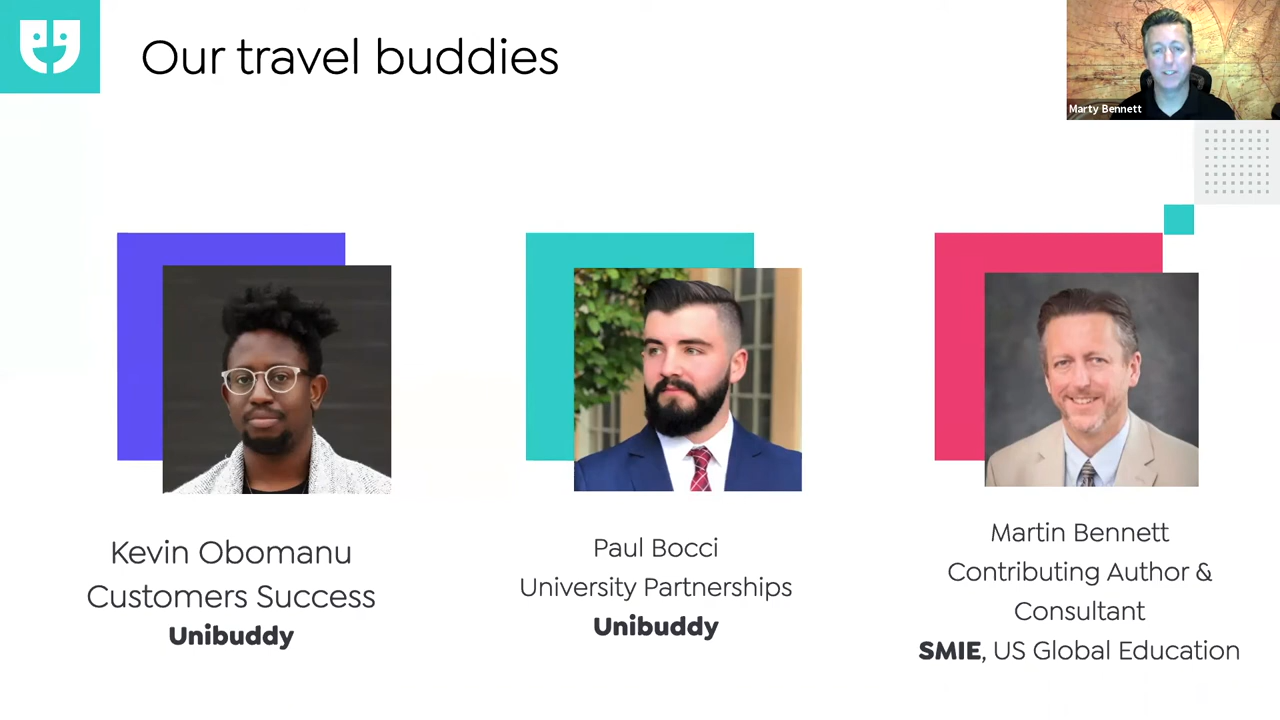 Our travel buddies
Marty Bennett
Kevin Obomanu
Customers Success
Unibuddy
Paul Bocci
University Partnerships
Unibuddy
Martin Bennett
Contributing Author &
Consultant
SMIE, US Global Education